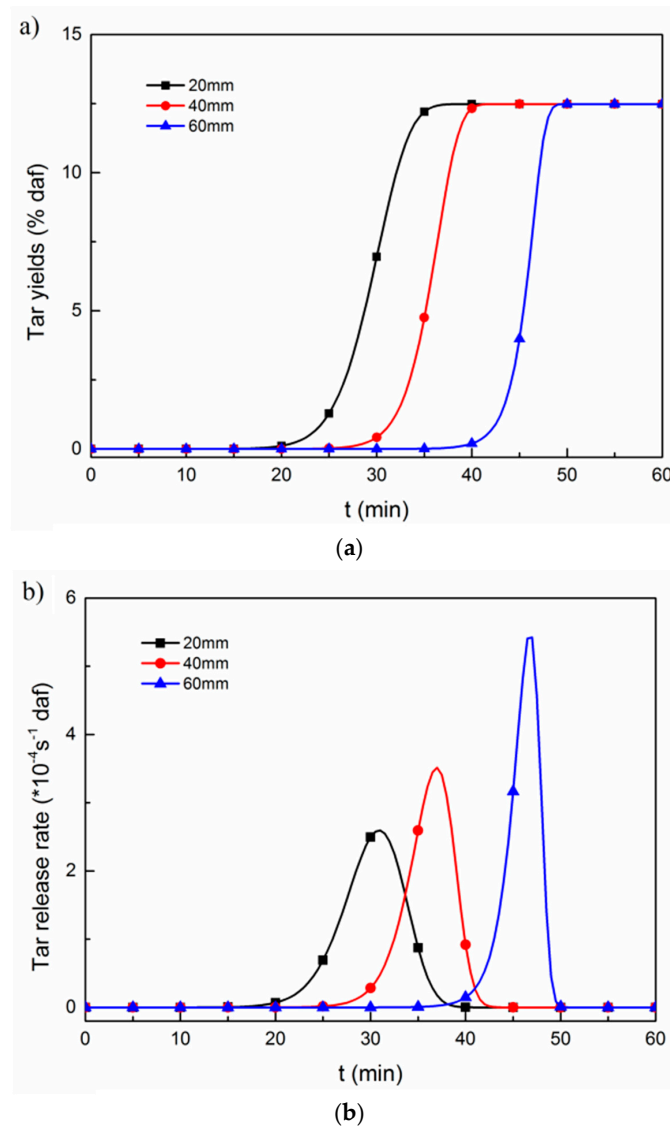 a)
15
10
5
0
Tar yields (% daf)
20mm
40mm
60mm
0 10 20 30 40 50 60
t (min)
(a)
b)
6
4
2
0
Tar release rate (*10⁻⁴s⁻¹ daf)
20mm
40mm
60mm
0 10 20 30 40 50 60
t (min)
(b)